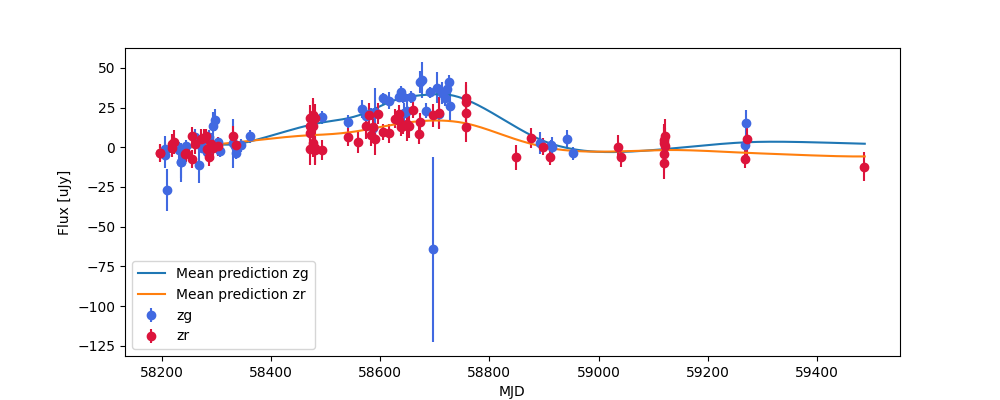 50
25
0
−25
−50
−75
−100
−125
Flux [uJy]
Mean prediction zg
Mean prediction zr
zg
zr
58200 58400 58600 58800 59000 59200 59400
MJD